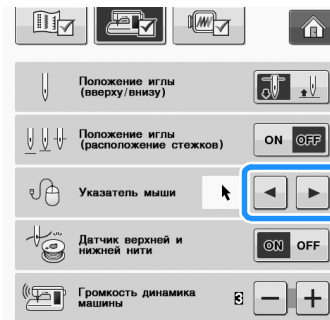 Положение иглы
(вверху/внизу)
Положение иглы
(расположение стежков)
ON OFF
Указатель мыши
Датчик верхней и
нижней нити
ON OFF
Громкость динамика
машины
3 — +